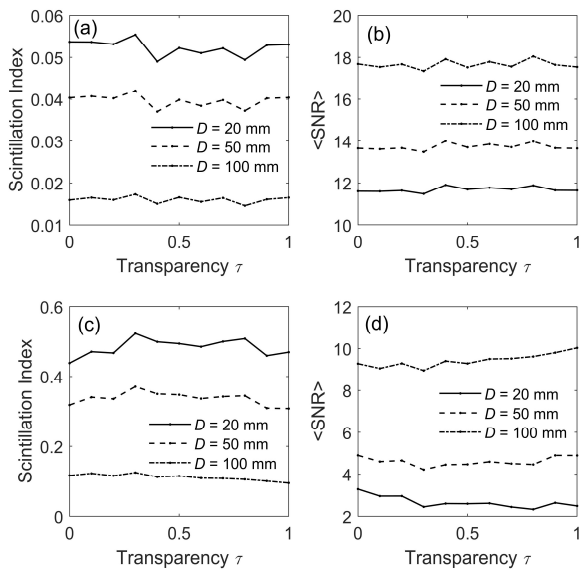 (a)
0.06
0.05
0.04
0.03
0.02
0.01
Scintillation Index
D = 20 mm
D = 50 mm
D = 100 mm
0 0.5 1
Transparency τ
(b)
20
18
16
14
12
10
<SNR>
D = 20 mm
D = 50 mm
D = 100 mm
0 0.5 1
Transparency τ
(c)
0.6
0.4
0.2
0
Scintillation Index
D = 20 mm
D = 50 mm
D = 100 mm
0 0.5 1
Transparency τ
(d)
12
10
8
6
4
2
<SNR>
D = 20 mm
D = 50 mm
D = 100 mm
0 0.5 1
Transparency τ